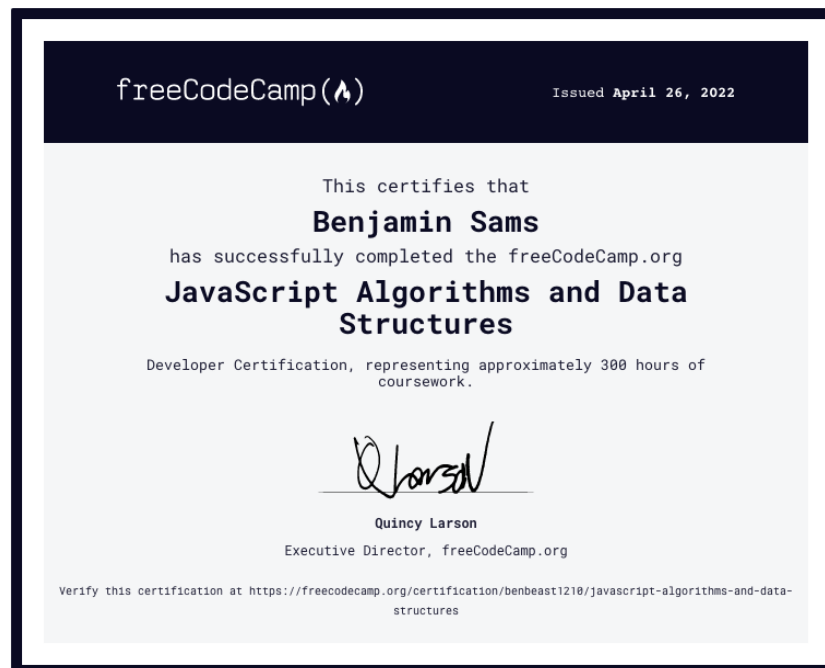 freeCodeCamp(🔥)
Issued April 26, 2022
This certifies that
Benjamin Sams
has successfully completed the freeCodeCamp.org
JavaScript Algorithms and Data
Structures
Developer Certification, representing approximately 300 hours of
coursework.
Q Larson
Quincy Larson
Executive Director, freeCodeCamp.org
Verify this certification at https://freecodecamp.org/certification/benbeast1210/javascript-algorithms-and-data-
structures